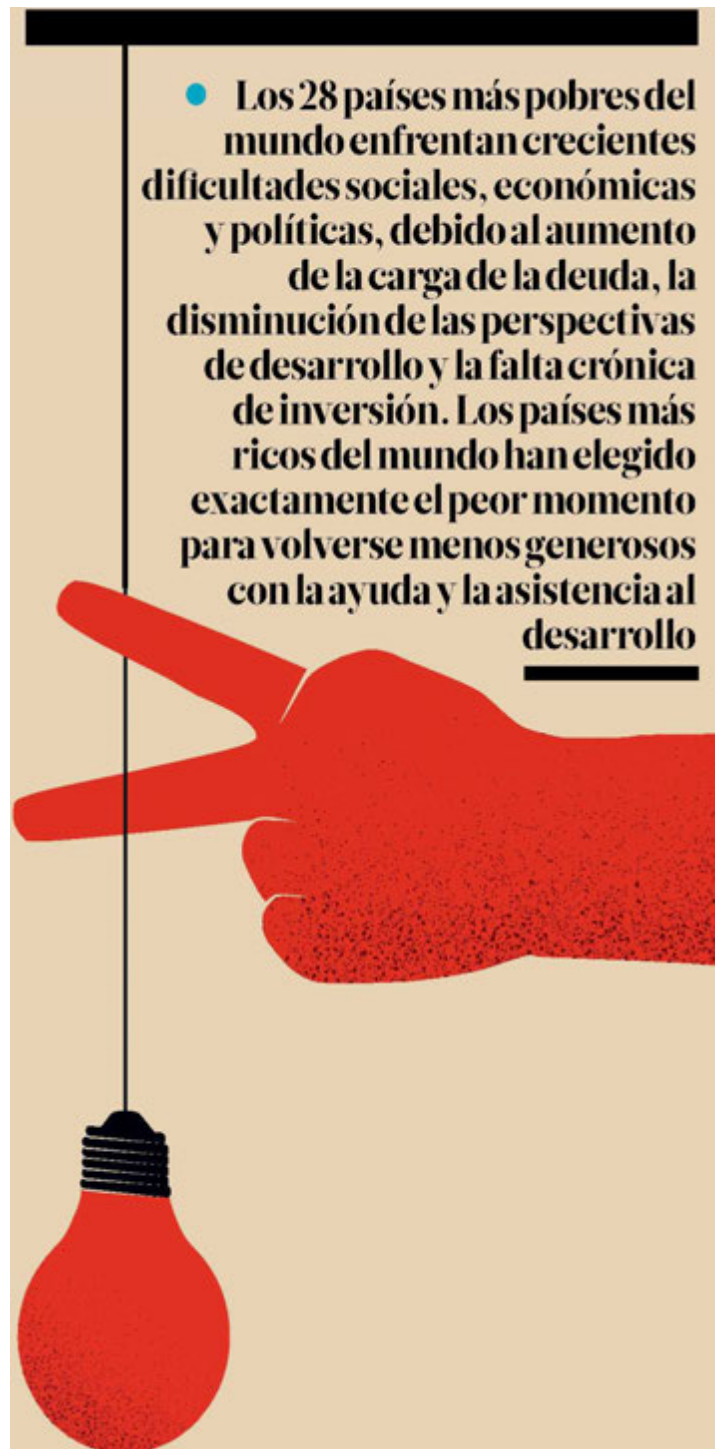 • Los 28 países más pobres del
mundo enfrentan crecientes
dificultades sociales, económicas
y políticas, debido al aumento
de la carga de la deuda, la
disminución de las perspectivas
de desarrollo y la falta crónica
de inversión. Los países más
ricos del mundo han elegido
exactamente el peor momento
para volverse menos generosos
con la ayuda y la asistencia al
desarrollo